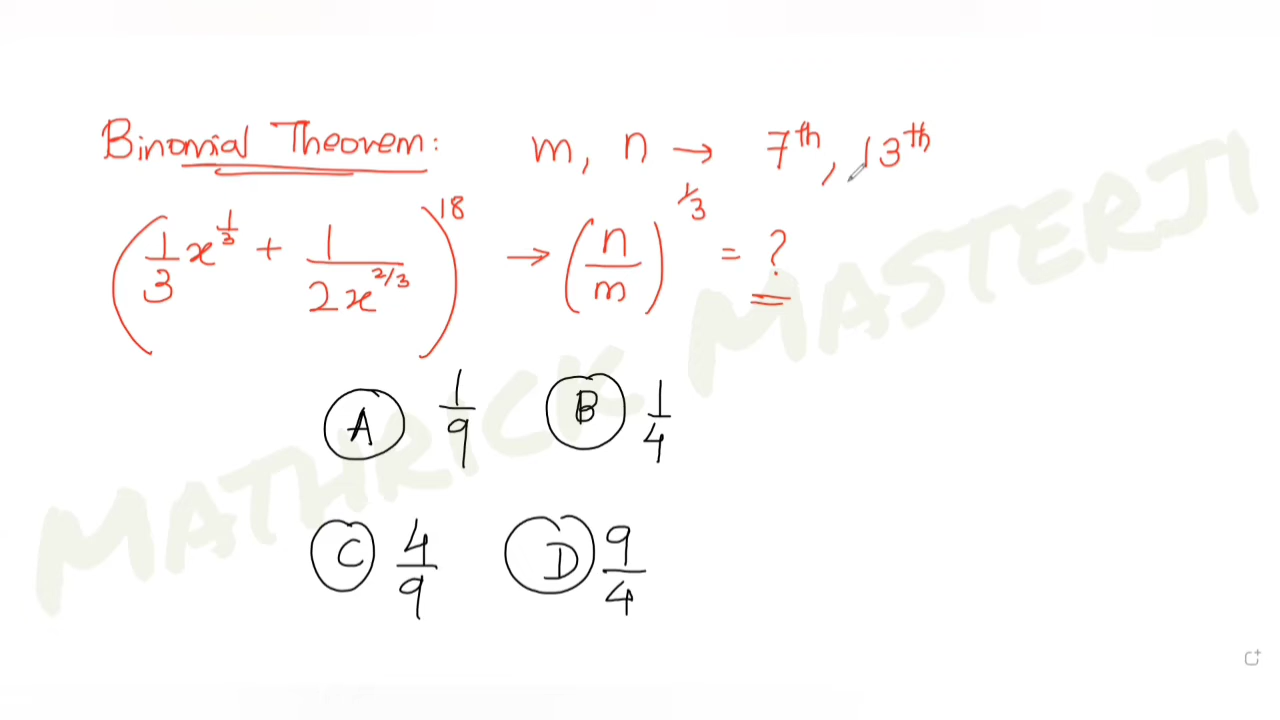 Binomial Theorem: m, n → 7th, 13th
(1/3 x^1/3 + 1/2x^2/3)^18 → (n/m)^1/3 = ?
A 1/9 B 1/4
C 4/9 D 9/4
MATHRICK MASTERJI